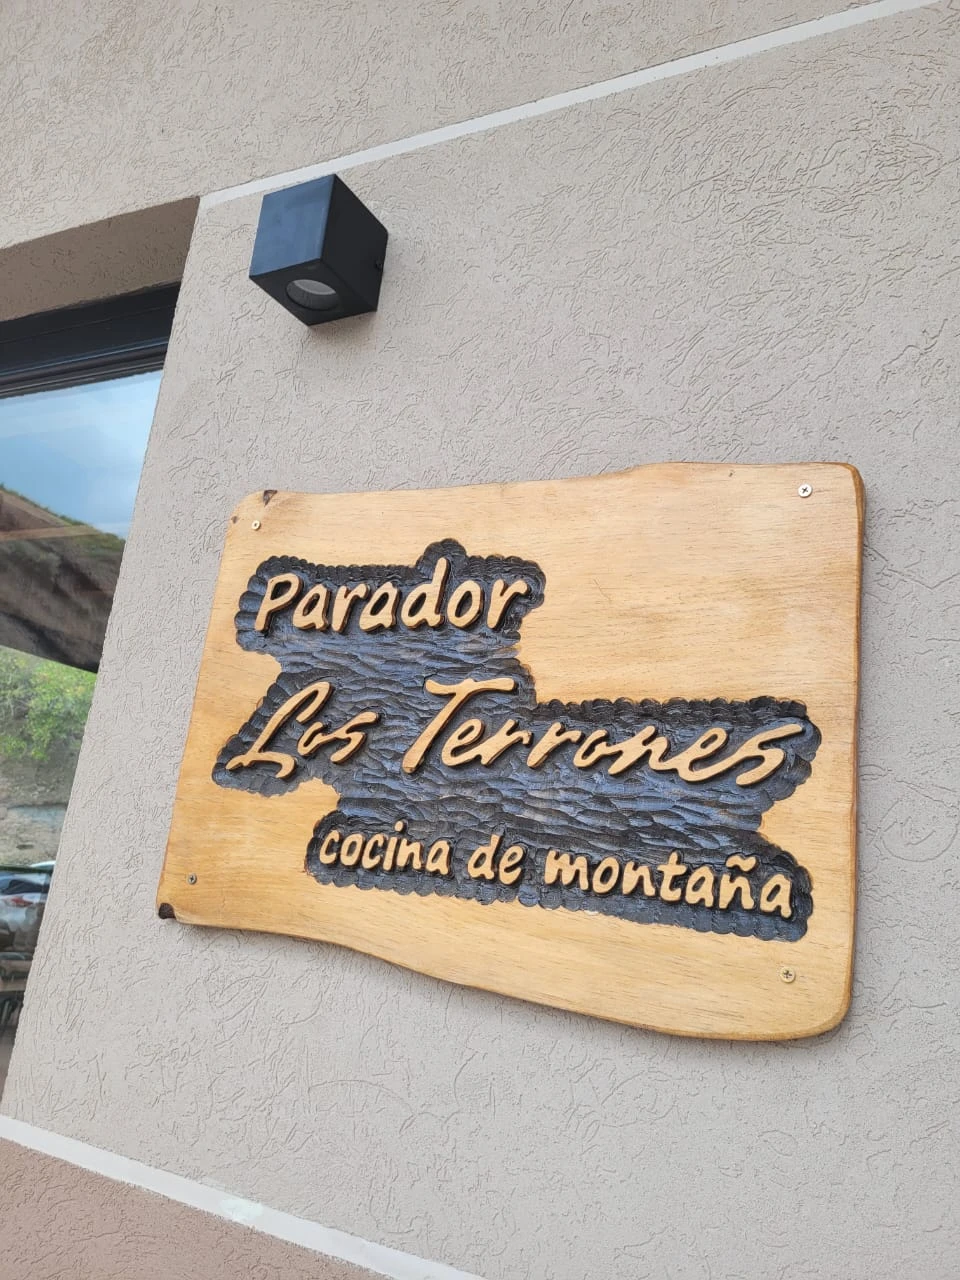 Parador
Los Terrones
cocina de montaña